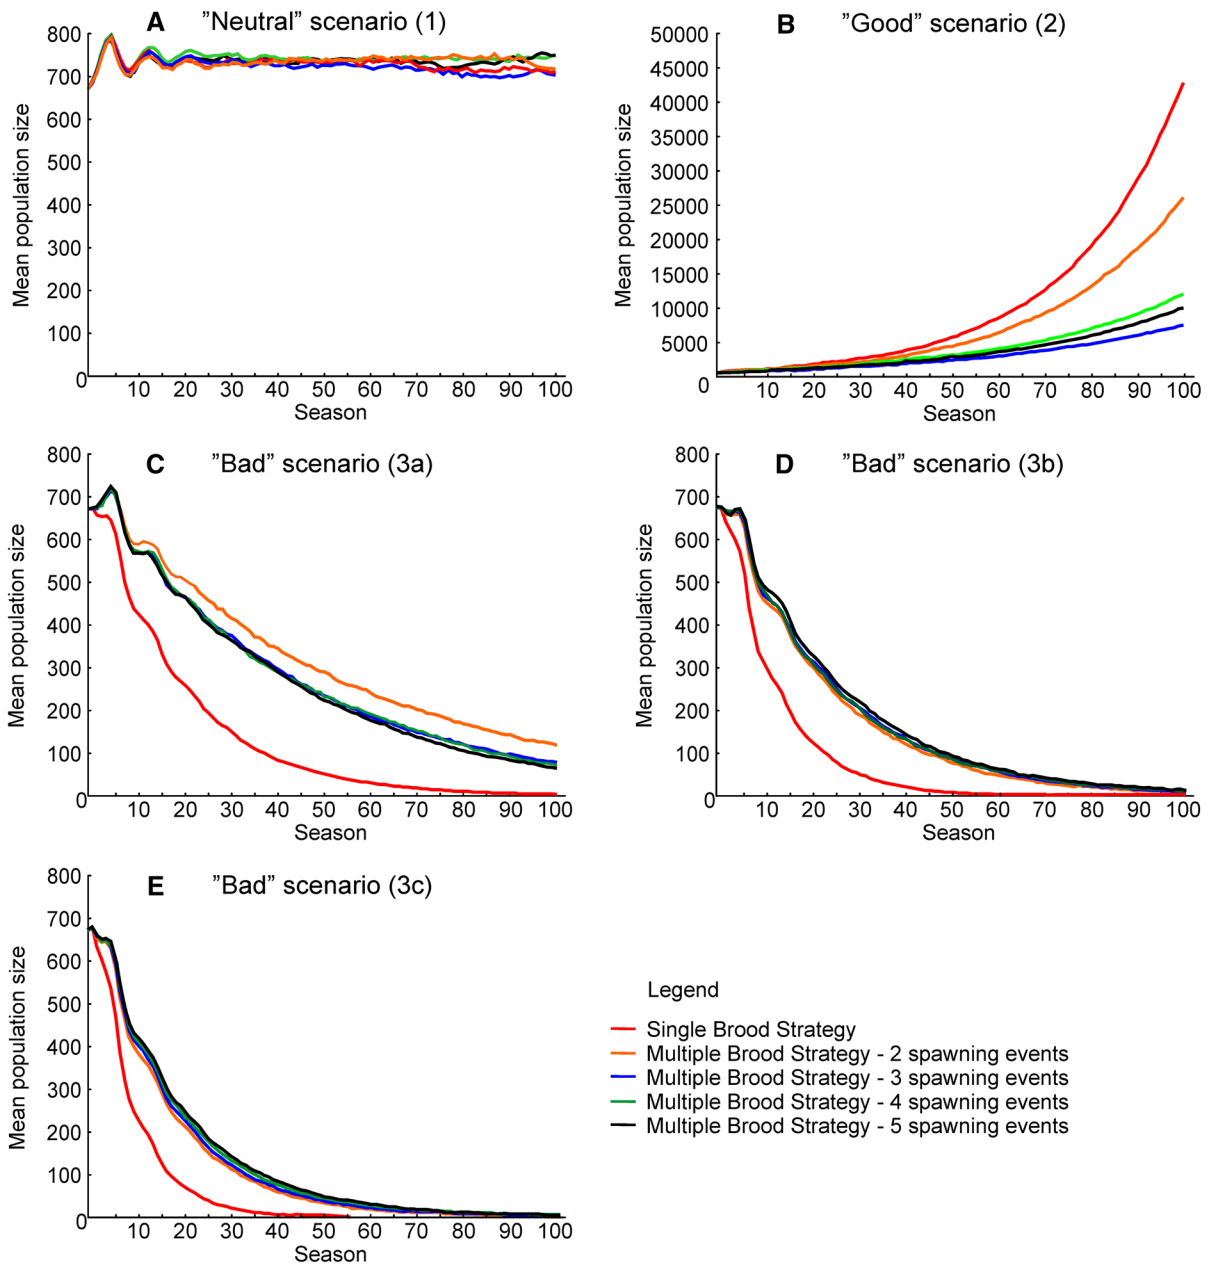 A ”Neutral” scenario (1)
800
700
600
500
400
300
200
100
0
10 20 30 40 50 60 70 80 90 100
Mean population size
Season
B ”Good” scenario (2)
50000
45000
40000
35000
30000
25000
20000
15000
10000
5000
0
10 20 30 40 50 60 70 80 90 100
Mean population size
Season
C ”Bad” scenario (3a)
800
700
600
500
400
300
200
100
0
10 20 30 40 50 60 70 80 90 100
Mean population size
Season
D ”Bad” scenario (3b)
800
700
600
500
400
300
200
100
0
10 20 30 40 50 60 70 80 90 100
Mean population size
Season
E ”Bad” scenario (3c)
800
700
600
500
400
300
200
100
0
10 20 30 40 50 60 70 80 90 100
Mean population size
Season
Legend
Single Brood Strategy
Multiple Brood Strategy - 2 spawning events
Multiple Brood Strategy - 3 spawning events
Multiple Brood Strategy - 4 spawning events
Multiple Brood Strategy - 5 spawning events